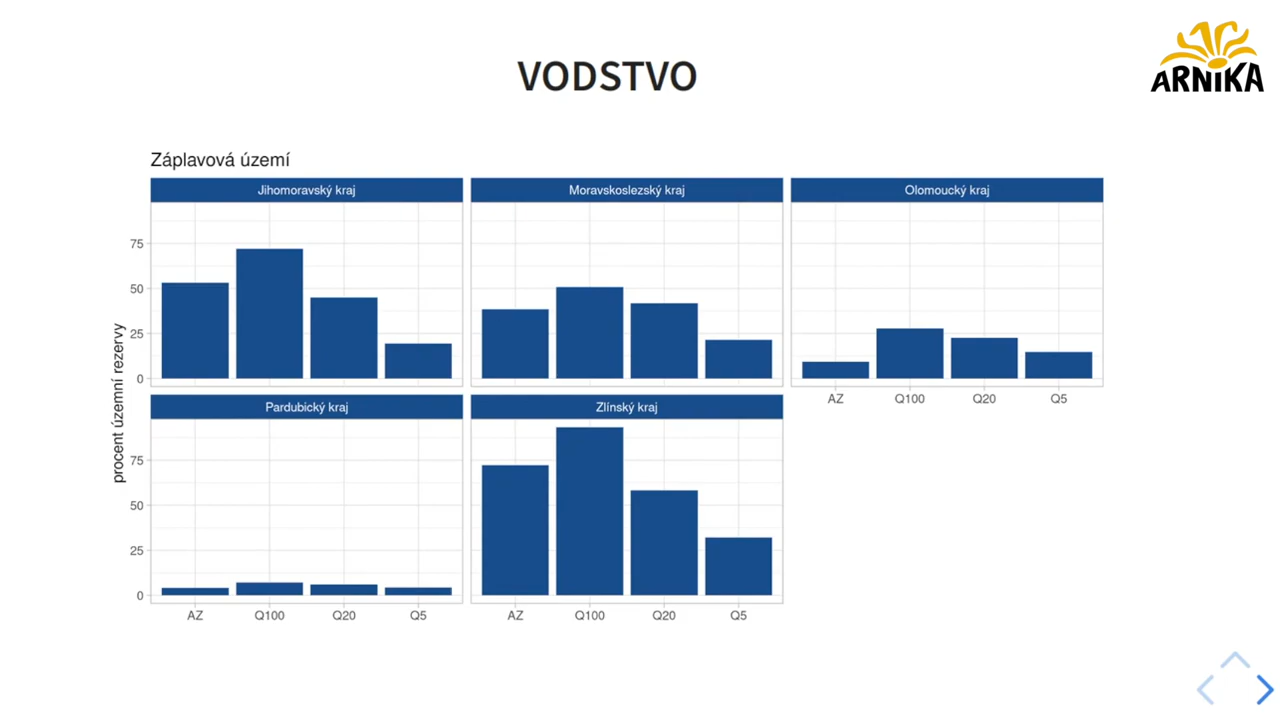 VODSTVO
ARNIKA
Záplavová území
Jihomoravský kraj
Moravskoslezský kraj
Olomoucký kraj
75
50
25
0
procent územní rezervy
AZ Q100 Q20 Q5
Pardubický kraj
Zlínský kraj
75
50
25
0
AZ Q100 Q20 Q5
AZ Q100 Q20 Q5